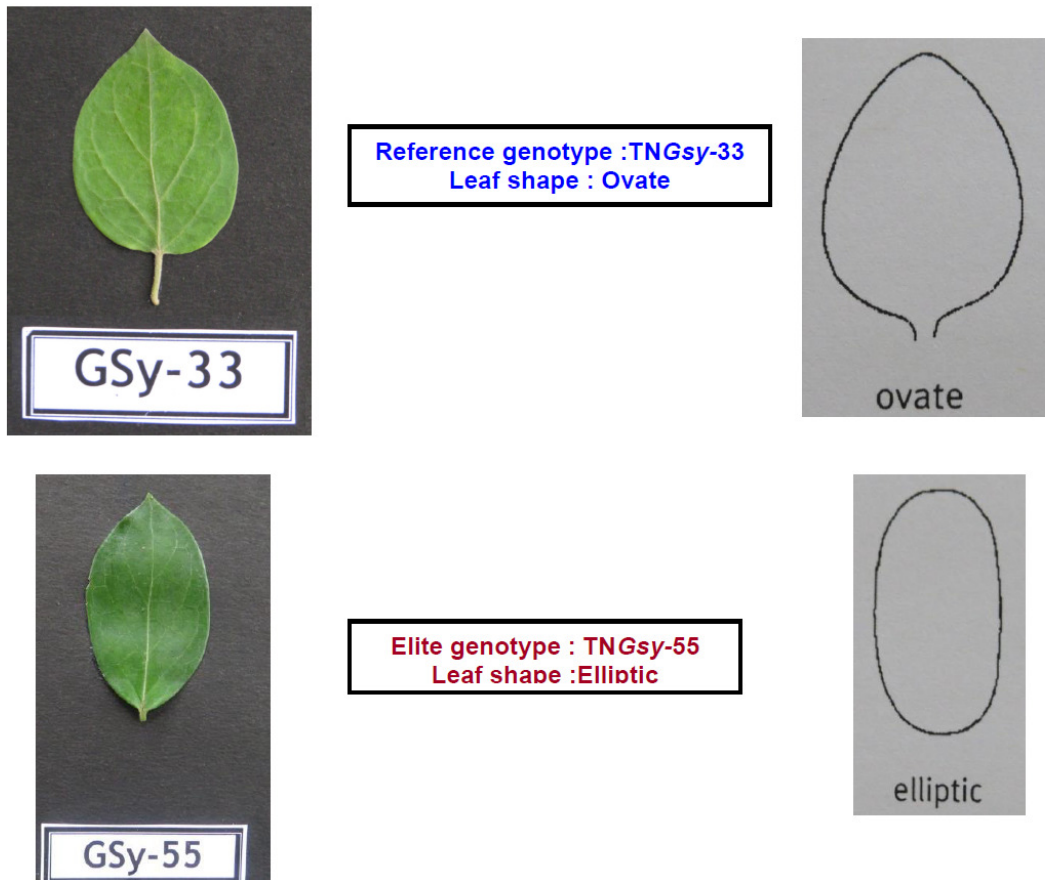 Reference genotype :TNGsy-33
Leaf shape : Ovate
GSy-33
ovate
Elite genotype : TNGsy-55
Leaf shape :Elliptic
elliptic
GSy-55